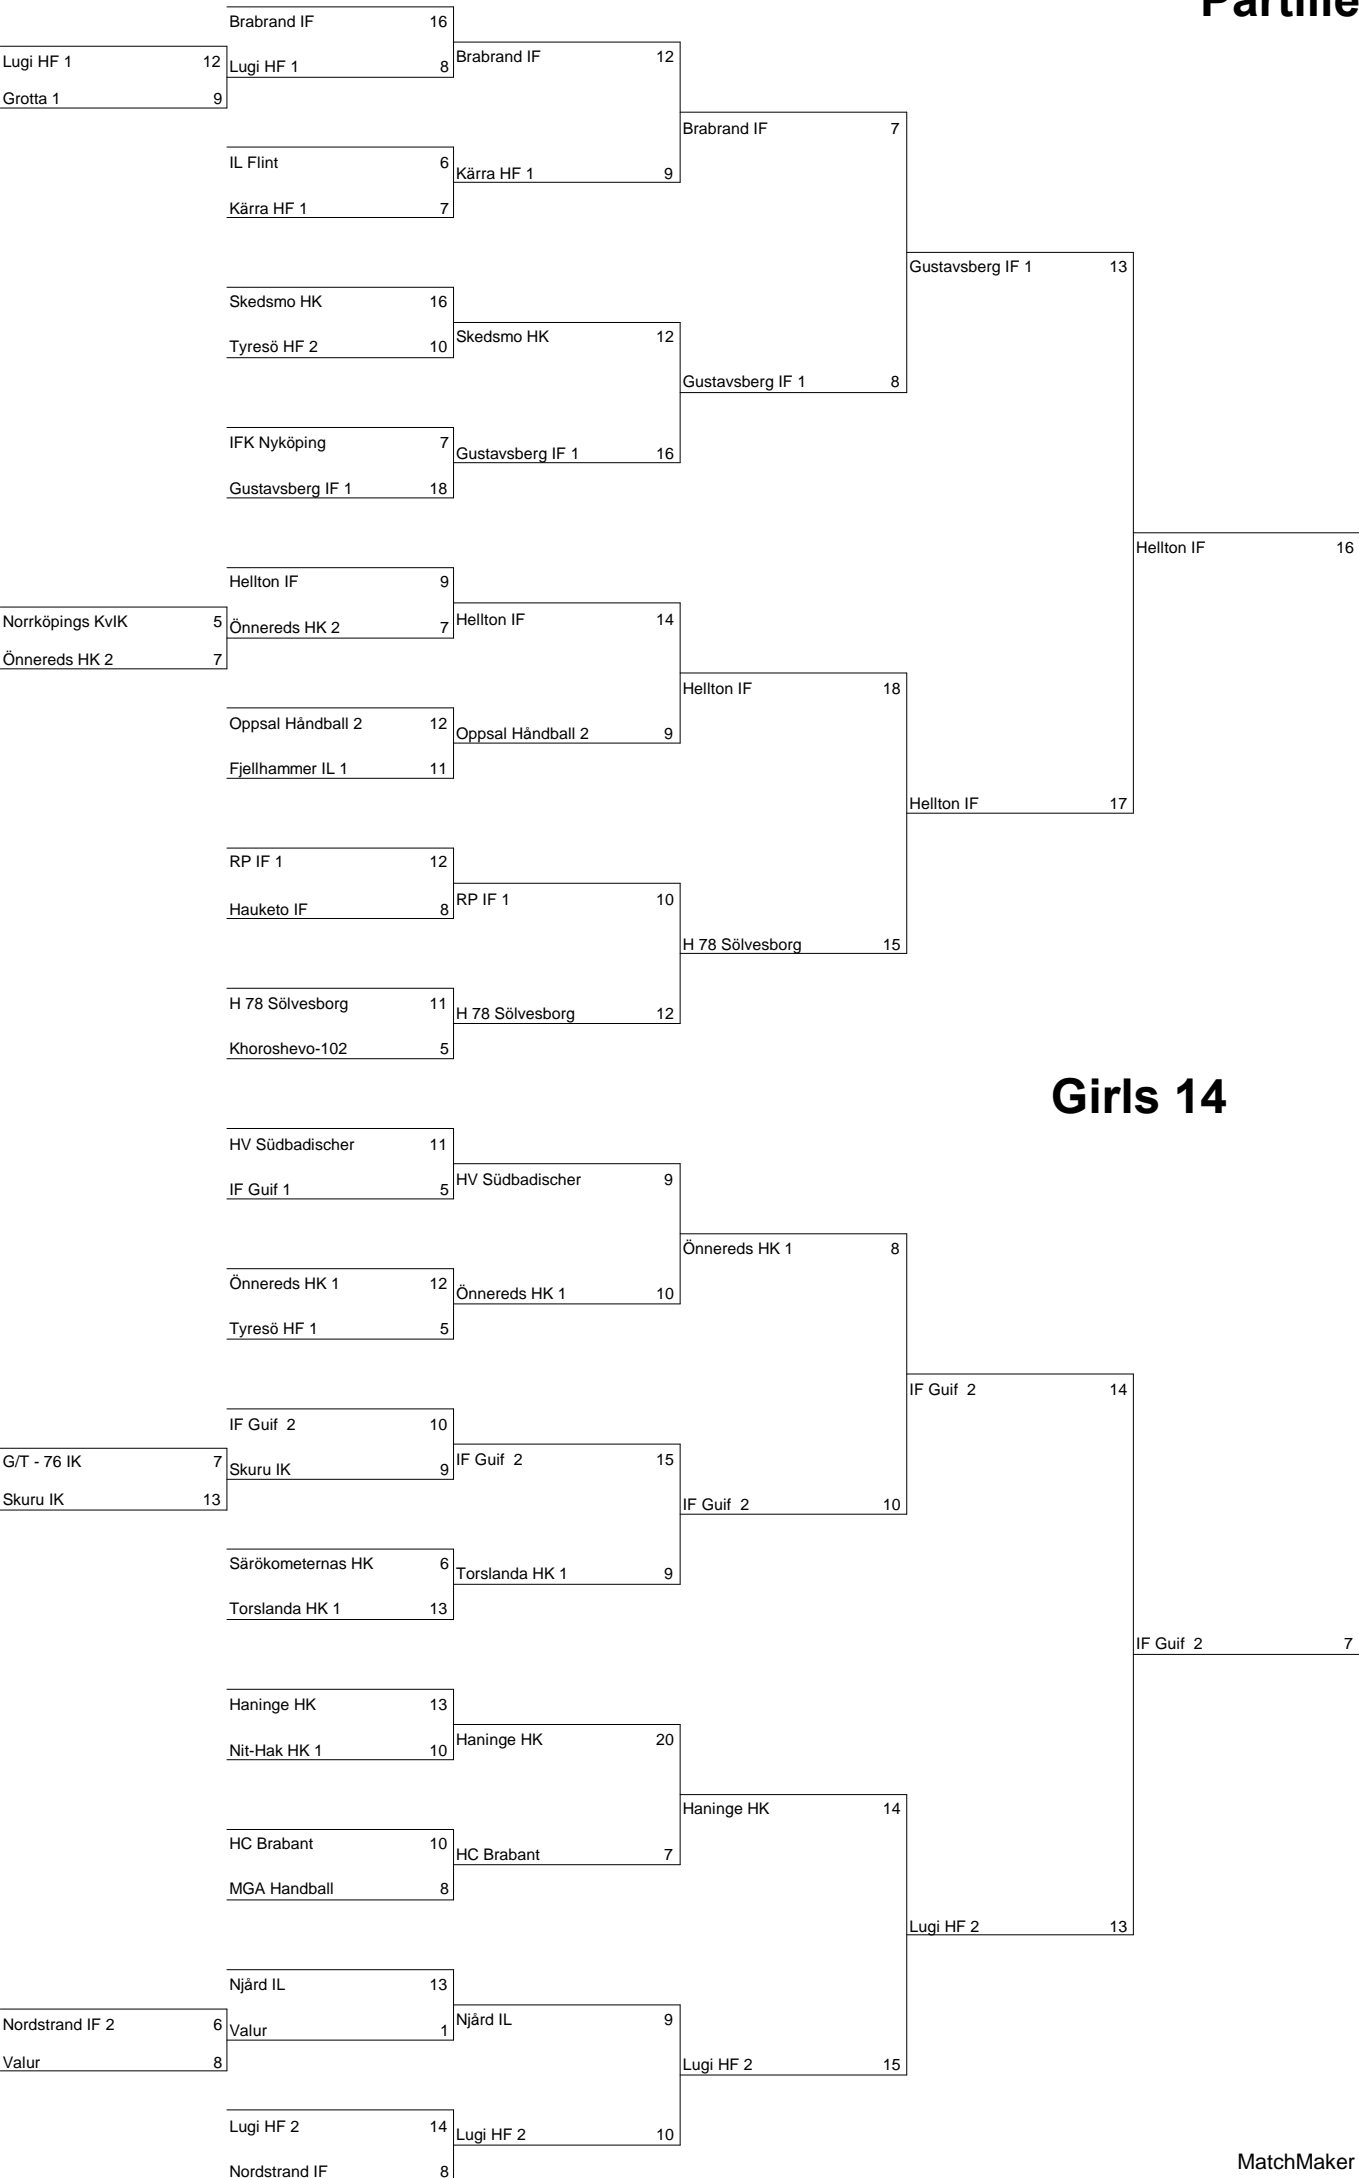 Brabrand IF 16
Lugi HF 1 12
Lugi HF 1 8
Brabrand IF 12
Grotta 1 9
Brabrand IF 7
IL Flint 6
Kärra HF 1 9
Kärra HF 1 7
Gustavsberg IF 1 13
Skedsmo HK 16
Skedsmo HK 12
Tyresö HF 2 10
Gustavsberg IF 1 8
IFK Nyköping 7
Gustavsberg IF 1 16
Gustavsberg IF 1 18
Hellton IF 16
Hellton IF 9
Norrköpings KvIK 5
Önnereds HK 2 7
Hellton IF 14
Önnereds HK 2 7
Hellton IF 18
Oppsal Håndball 2 12
Oppsal Håndball 2 9
Fjellhammer IL 1 11
Hellton IF 17
RP IF 1 12
RP IF 1 10
Hauketo IF 8
H 78 Sölvesborg 15
H 78 Sölvesborg 11
H 78 Sölvesborg 12
Khoroshevo-102 5
Girls 14
HV Südbadischer 11
HV Südbadischer 9
IF Guif 1 5
Önnereds HK 1 8
Önnereds HK 1 12
Önnereds HK 1 10
Tyresö HF 1 5
IF Guif 2 14
IF Guif 2 10
G/T - 76 IK 7
Skuru IK 9
IF Guif 2 15
Skuru IK 13
IF Guif 2 10
Särökometernas HK 6
Torslanda HK 1 9
Torslanda HK 1 13
IF Guif 2 7
Haninge HK 13
Haninge HK 20
Nit-Hak HK 1 10
Haninge HK 14
HC Brabant 10
HC Brabant 7
MGA Handball 8
Lugi HF 2 13
Njård IL 13
Nordstrand IF 2 6
Valur 1
Njård IL 9
Valur 8
Lugi HF 2 15
Lugi HF 2 14
Lugi HF 2 10
Nordstrand IF 8
MatchMaker